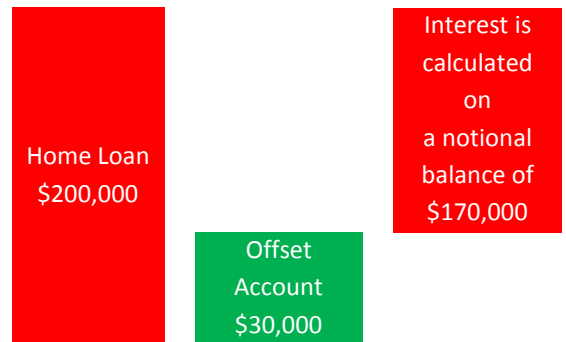 Home Loan
$200,000
Offset
Account
$30,000
Interest is
calculated
on
a notional
balance of
$170,000